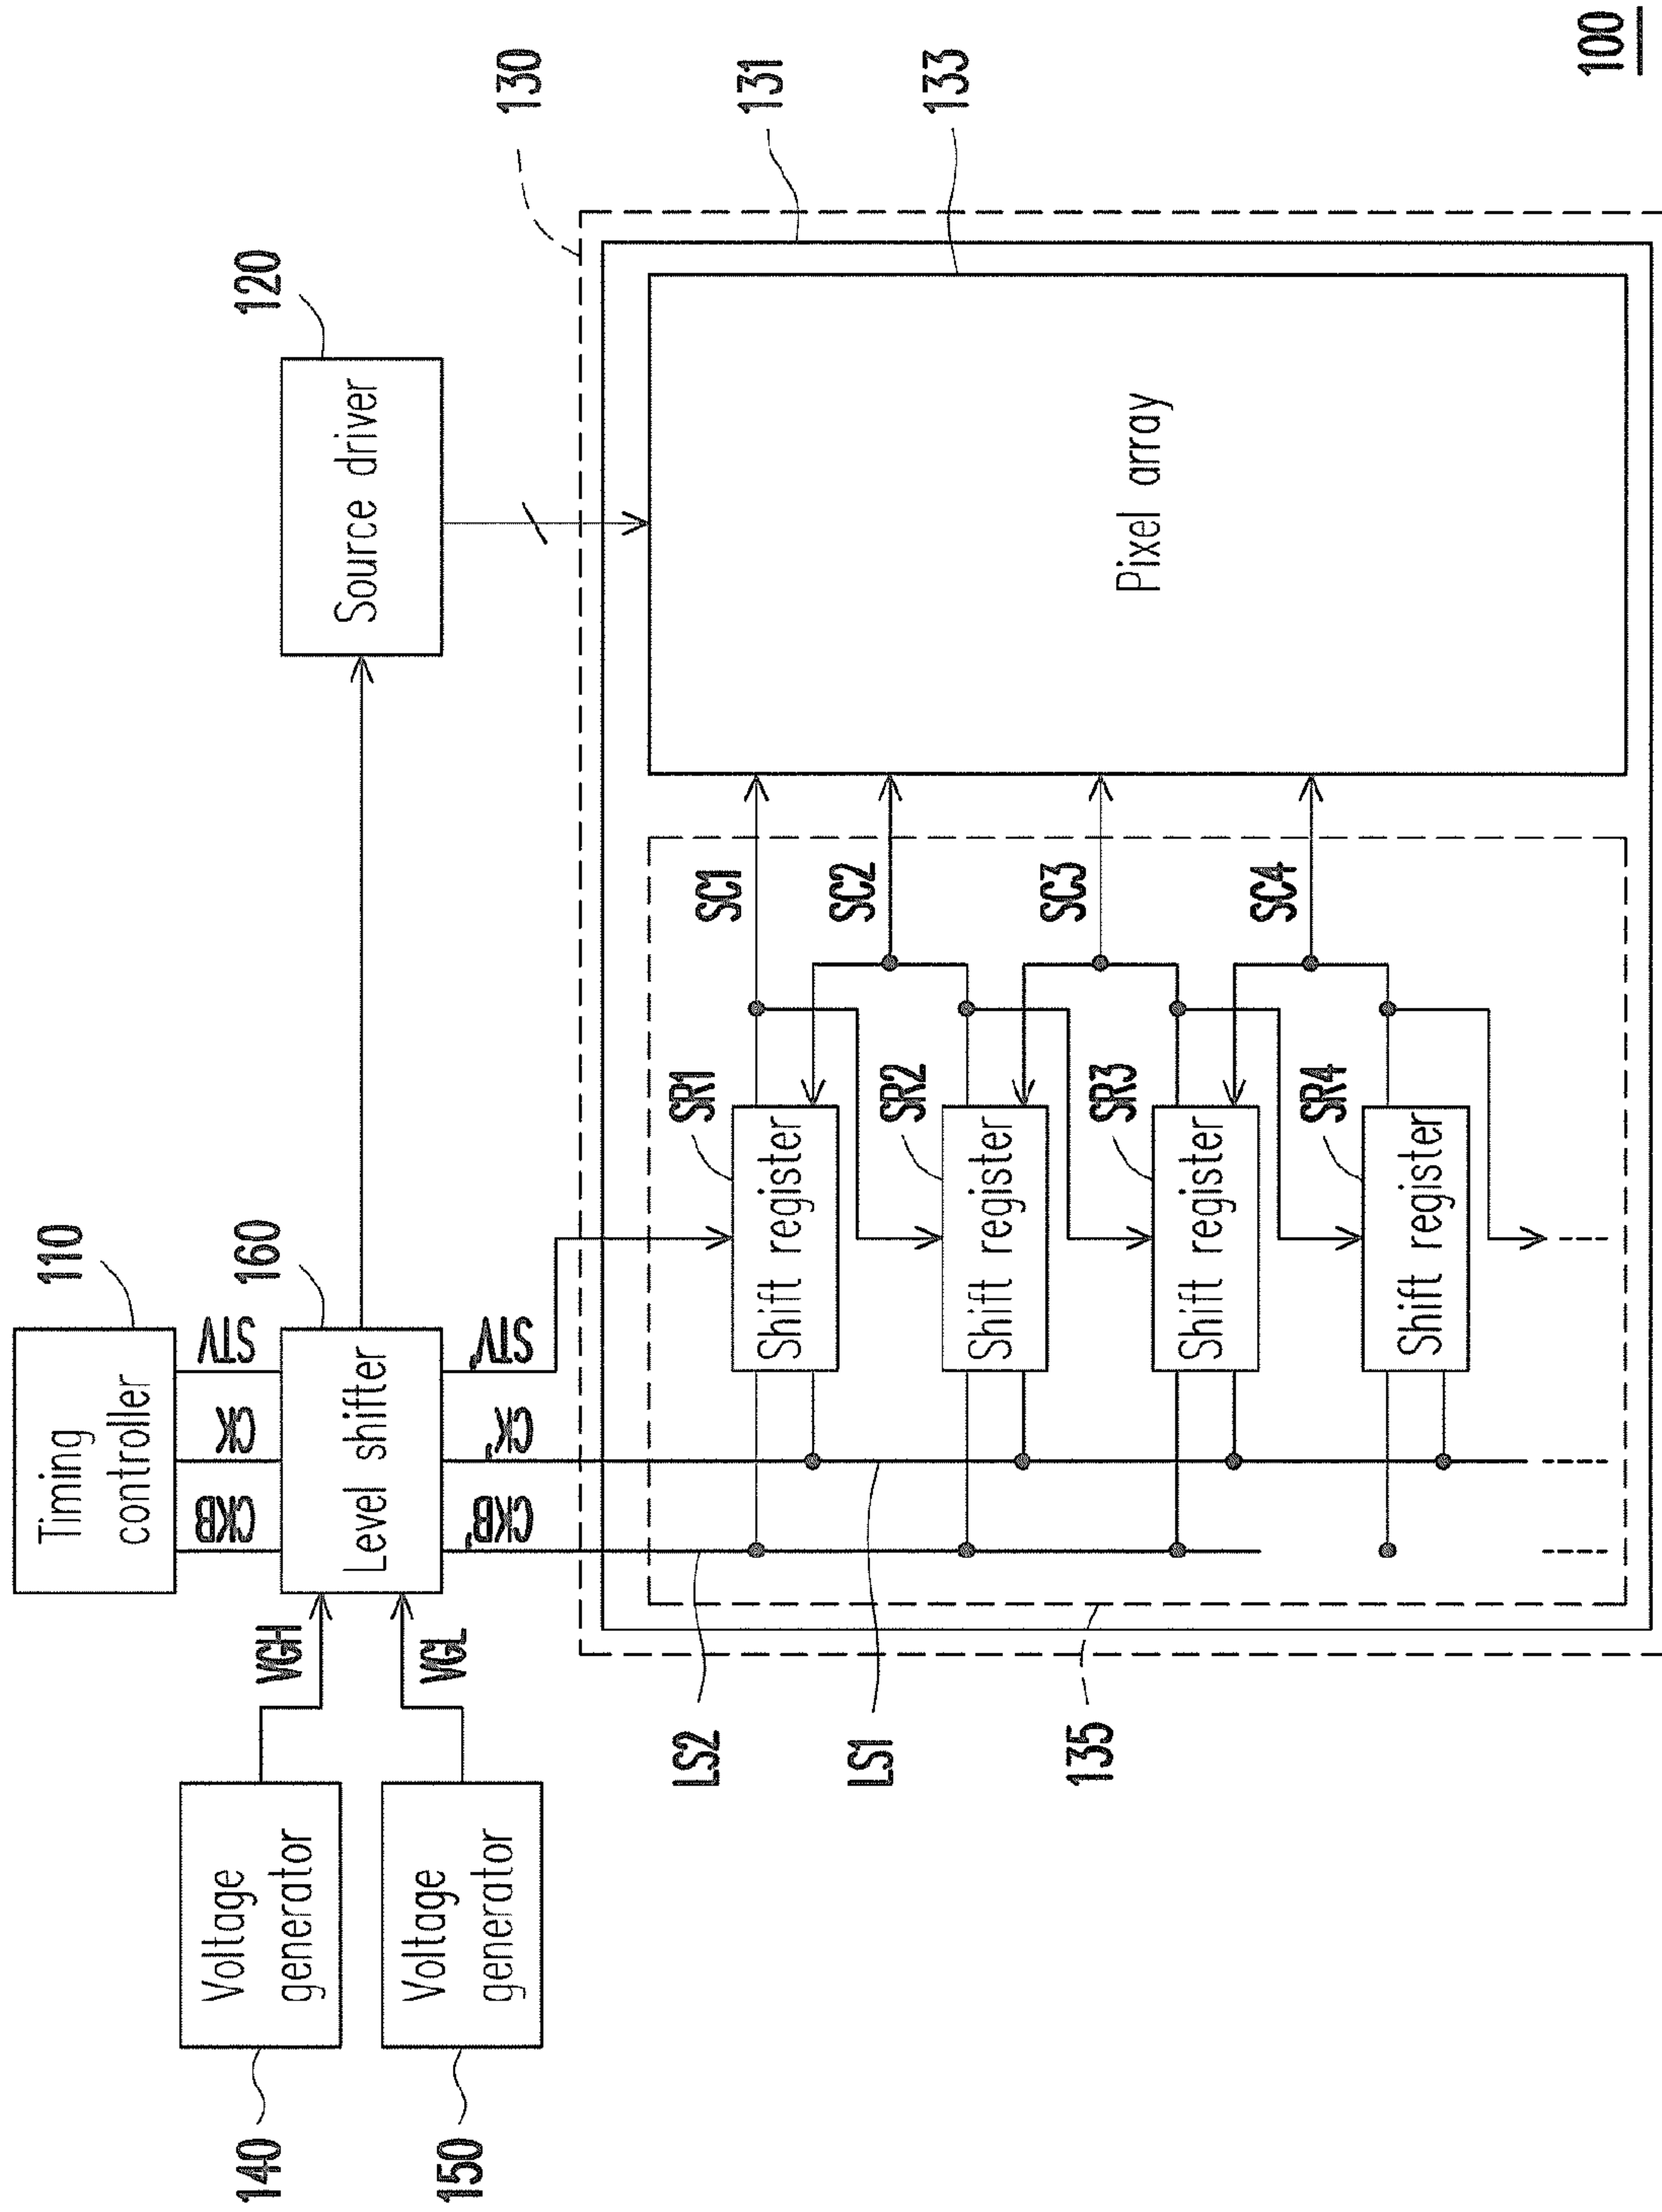 100
Timing
controller
110
STV
CK
CKB
Level shifter
160
VGH
VGL
Voltage
generator
140
Voltage
generator
150
Source driver
120
STV'
CK'
CKB'
130
131
133
Pixel array
SC1
SC2
SC3
SC4
SR1
Shift register
SR2
Shift register
SR3
Shift register
SR4
Shift register
LS2
LS1
135